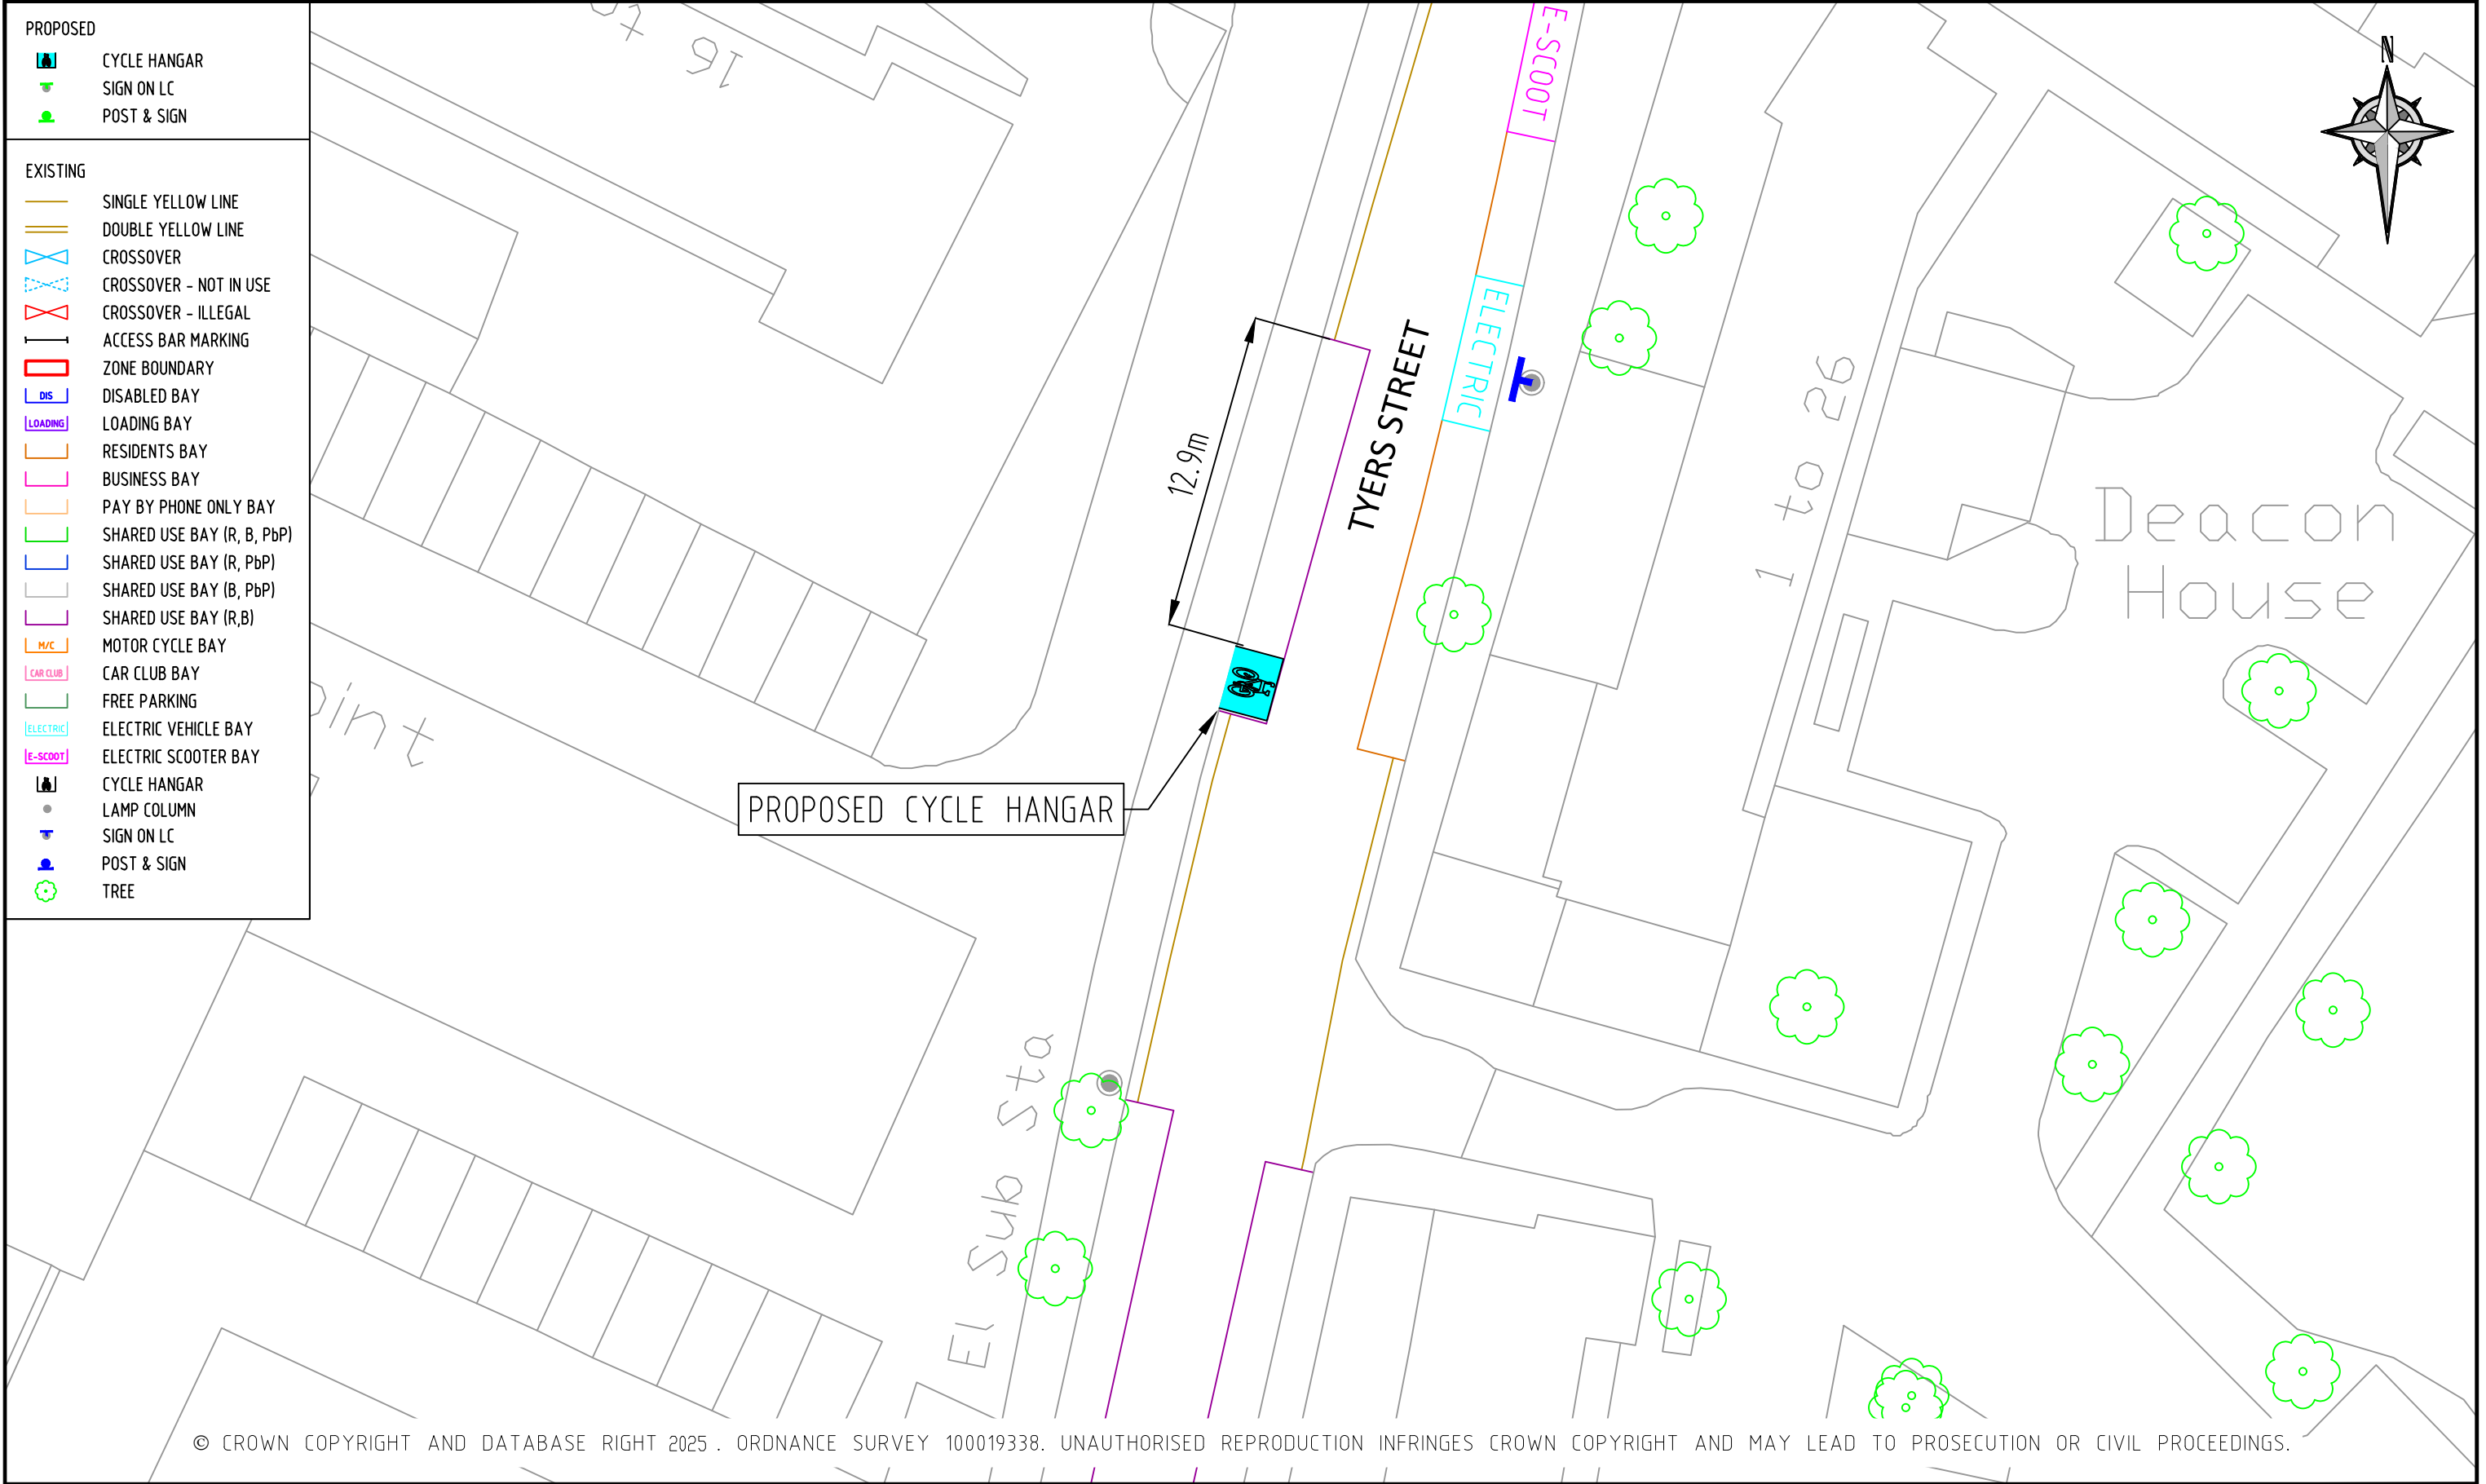 PROPOSED
CYCLE HANGAR
SIGN ON LC
POST & SIGN
EXISTING
SINGLE YELLOW LINE
DOUBLE YELLOW LINE
CROSSOVER
CROSSOVER - NOT IN USE
CROSSOVER - ILLEGAL
ACCESS BAR MARKING
ZONE BOUNDARY
DIS DISABLED BAY
LOADING LOADING BAY
RESIDENTS BAY
BUSINESS BAY
PAY BY PHONE ONLY BAY
SHARED USE BAY (R, B, PbP)
SHARED USE BAY (R, PbP)
SHARED USE BAY (B, PbP)
SHARED USE BAY (R,B)
M/C MOTOR CYCLE BAY
CAR CLUB CAR CLUB BAY
FREE PARKING
ELECTRIC ELECTRIC VEHICLE BAY
E-SCOOT ELECTRIC SCOOTER BAY
CYCLE HANGAR
LAMP COLUMN
SIGN ON LC
POST & SIGN
TREE
16
E-SCOOT
N
ELECTRIC
TYERS STREET
12.9m
1 to
Deacon
House
PROPOSED CYCLE HANGAR
El Sub Sta
© CROWN COPYRIGHT AND DATABASE RIGHT 2025 . ORDNANCE SURVEY 100019338. UNAUTHORISED REPRODUCTION INFRINGES CROWN COPYRIGHT AND MAY LEAD TO PROSECUTION OR CIVIL PROCEEDINGS.